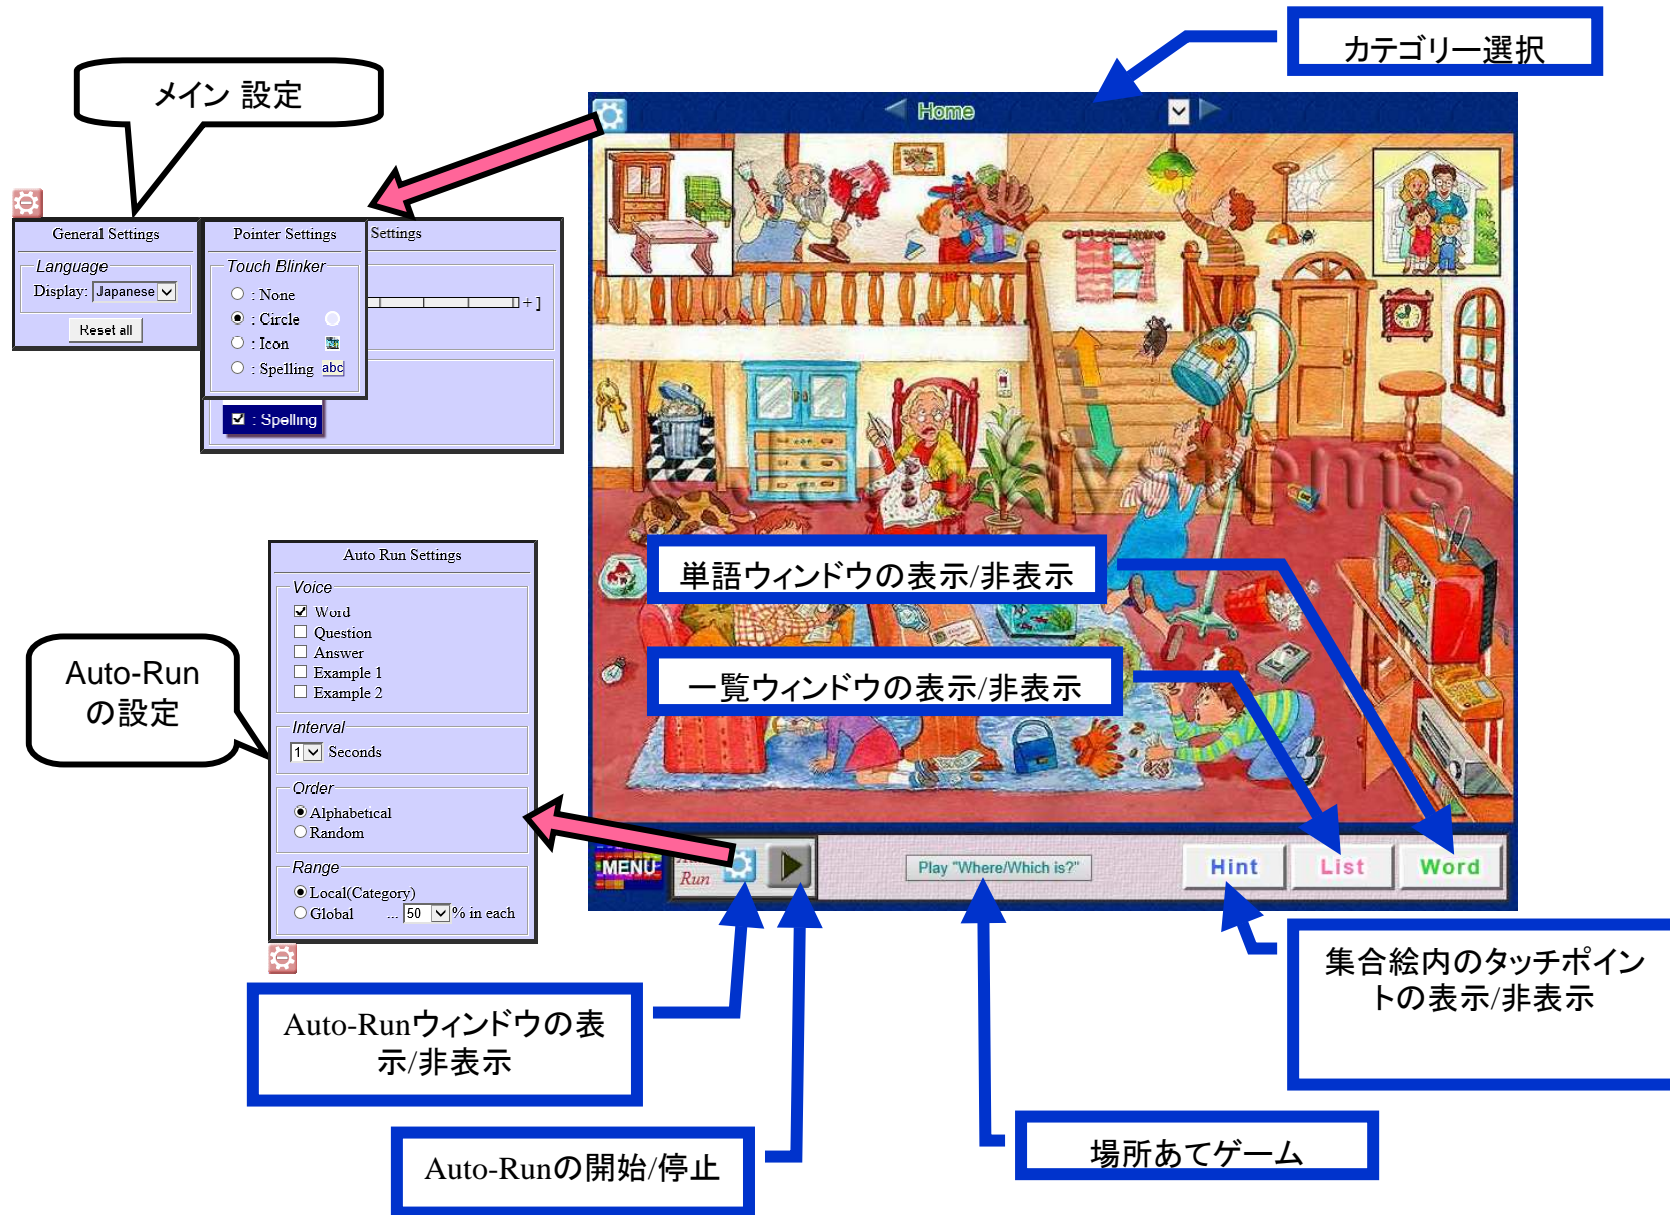 カテゴリー選択
メイン 設定
Home
General Settings
Language
Display: Japanese
Reset all
Pointer Settings
Touch Blinker
: None
: Circle
: Icon
: Spelling abc
Settings
+ ]
: Spelling
単語ウィンドウの表示/非表示
一覧ウィンドウの表示/非表示
Auto Run Settings
Voice
Word
Question
Answer
Example 1
Example 2
Interval
1 Seconds
Order
Alphabetical
Random
Range
Local(Category)
Global ... 50 % in each
Auto-Run
の設定
MENU
Run
Play "Where/Which is?"
Hint
List
Word
集合絵内のタッチポイン
トの表示/非表示
Auto-Runウィンドウの表
示/非表示
場所あてゲーム
Auto-Runの開始/停止